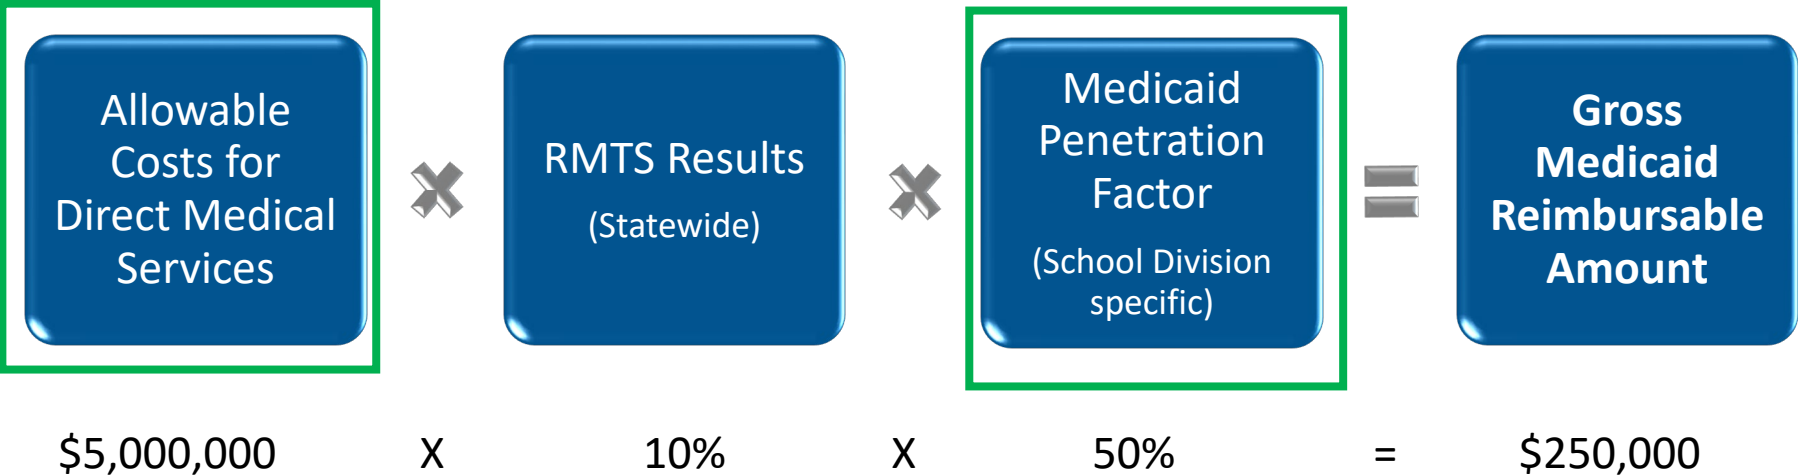 Allowable
Costs for
Direct Medical
Services
RMTS Results
(Statewide)
Medicaid
Penetration
Factor
(School Division
specific)
Gross
Medicaid
Reimbursable
Amount
$5,000,000 X 10% X 50% = $250,000